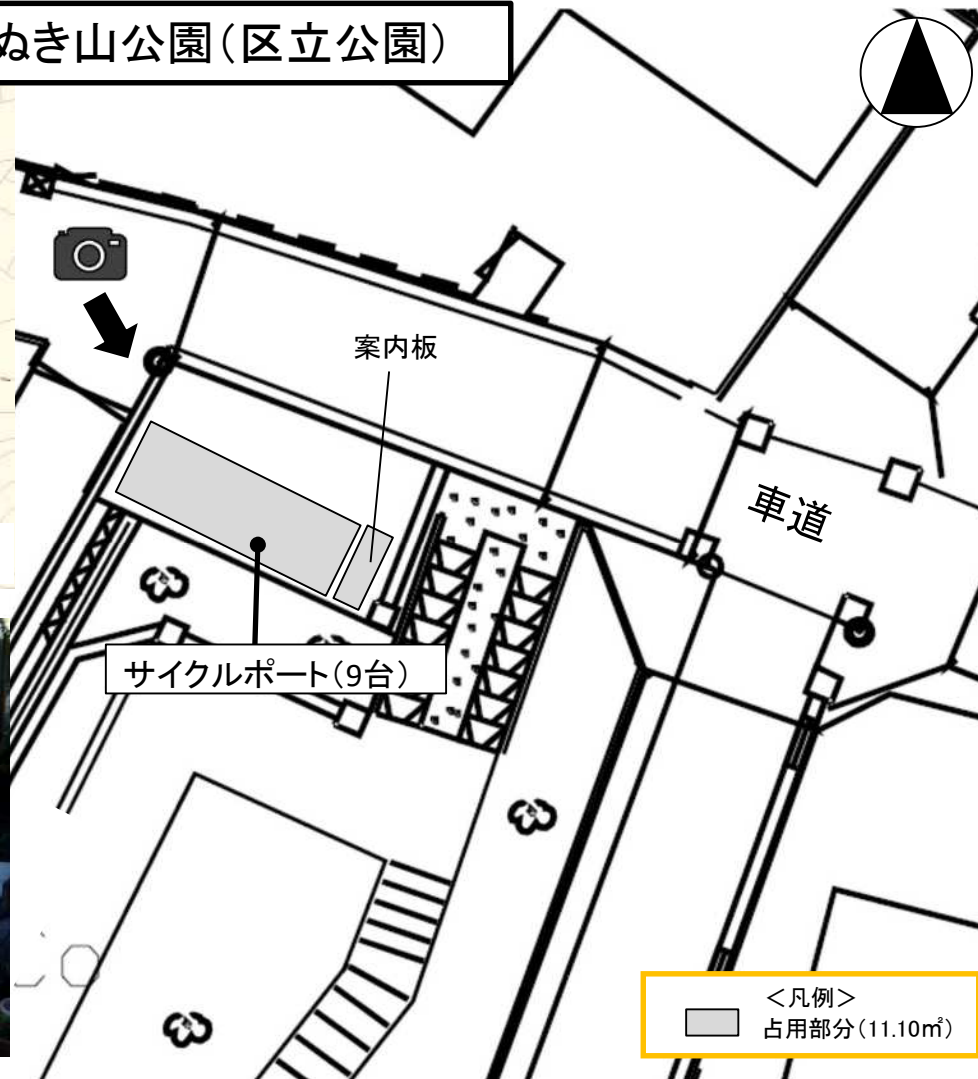 ぬき山公園(区立公園)
案内板
車道
サイクルポート(9台)
<凡例>
占用部分(11.10㎡)